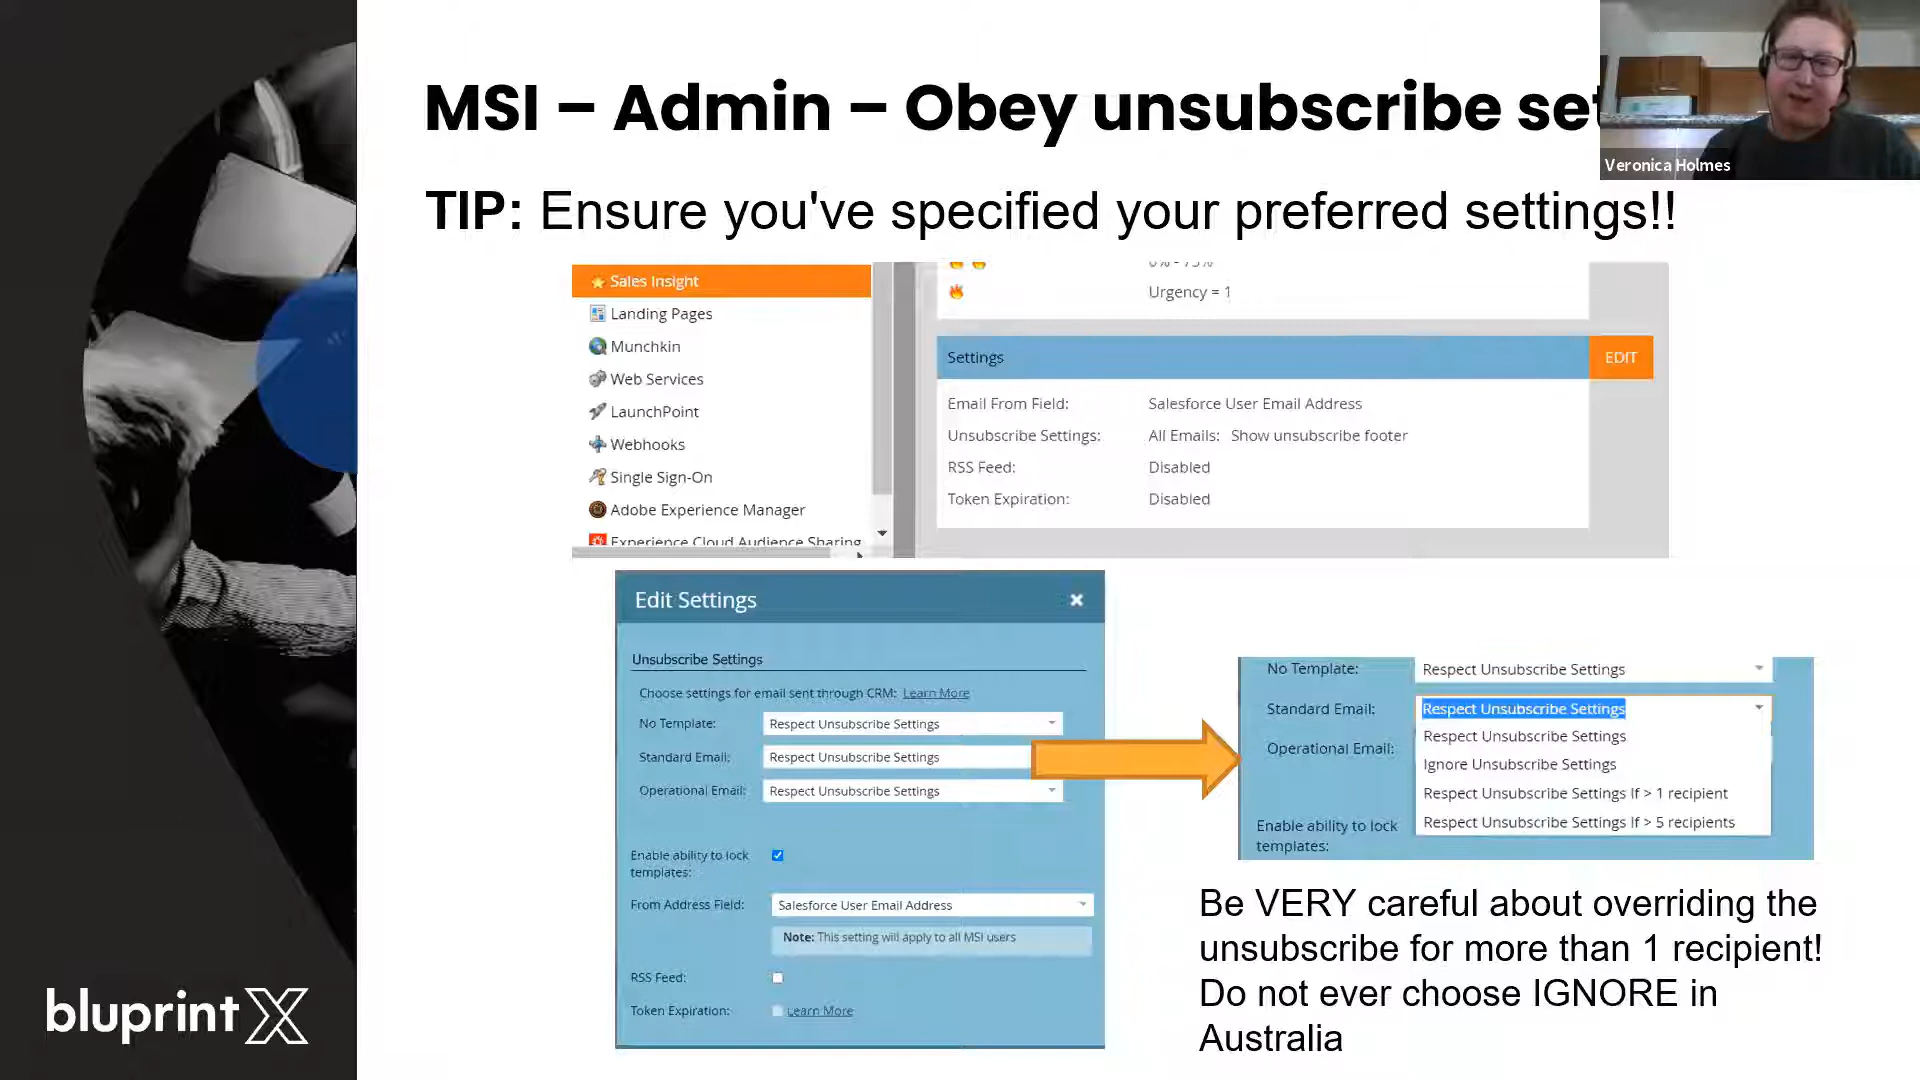 MSI – Admin – Obey unsubscribe set
Veronica Holmes
TIP: Ensure you've specified your preferred settings!!
Sales Insight
Landing Pages
Munchkin
Web Services
LaunchPoint
Webhooks
Single Sign-On
Adobe Experience Manager
Experience Cloud Audience Sharing
Urgency = 1
Settings
EDIT
Email From Field: Salesforce User Email Address
Unsubscribe Settings: All Emails: Show unsubscribe footer
RSS Feed: Disabled
Token Expiration: Disabled
Edit Settings
Unsubscribe Settings
Choose settings for email sent through CRM: Learn More
No Template: Respect Unsubscribe Settings
Standard Email: Respect Unsubscribe Settings
Operational Email: Respect Unsubscribe Settings
Enable ability to lock
templates:
From Address Field: Salesforce User Email Address
Note: This setting will apply to all MSI users
RSS Feed:
Token Expiration: Learn More
No Template: Respect Unsubscribe Settings
Standard Email: Respect Unsubscribe Settings
Respect Unsubscribe Settings
Operational Email:
Ignore Unsubscribe Settings
Respect Unsubscribe Settings If > 1 recipient
Respect Unsubscribe Settings If > 5 recipients
Enable ability to lock
templates:
Be VERY careful about overriding the
unsubscribe for more than 1 recipient!
Do not ever choose IGNORE in
Australia
bluprintX